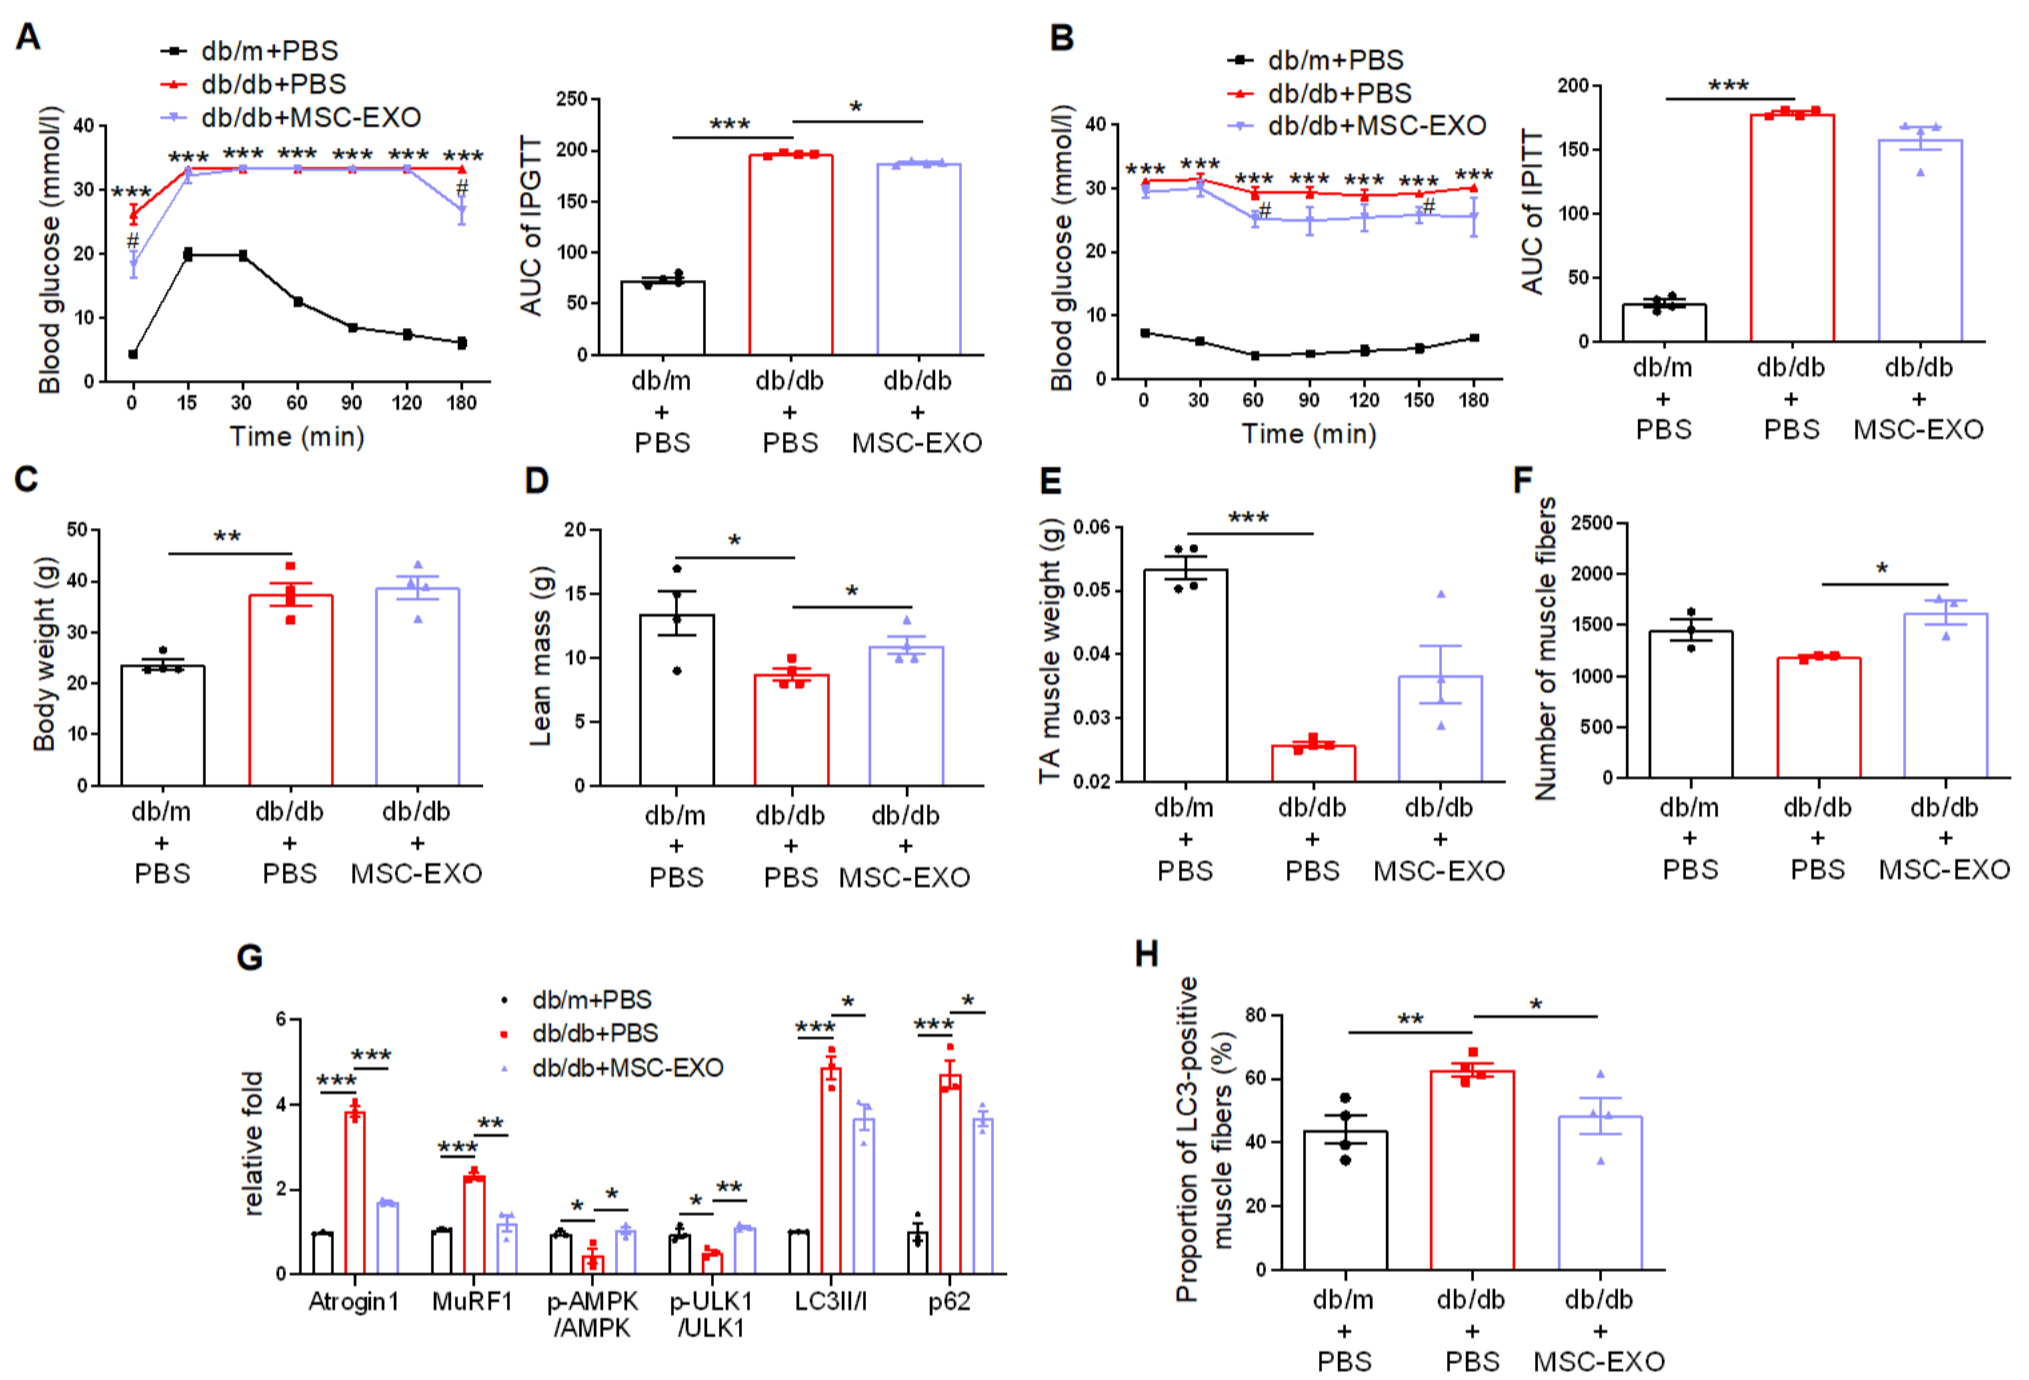 A
db/m+PBS
db/db+PBS
db/db+MSC-EXO
Blood glucose (mmol/l)
40
30
20
10
0
*** *** *** *** *** *** ***
# #
0 15 30 60 90 120 180
Time (min)
AUC of IPGTT
250
200
150
100
50
0
*** *
db/m db/db db/db
+ + +
PBS PBS MSC-EXO
B
db/m+PBS
db/db+PBS
db/db+MSC-EXO
Blood glucose (mmol/l)
40
30
20
10
0
*** *** *** *** *** *** ***
# #
0 30 60 90 120 150 180
Time (min)
AUC of IPITT
200
150
100
50
0
***
db/m db/db db/db
+ + +
PBS PBS MSC-EXO
C
Body weight (g)
50
40
30
20
10
0
**
db/m db/db db/db
+ + +
PBS PBS MSC-EXO
D
Lean mass (g)
20
15
10
5
0
* *
db/m db/db db/db
+ + +
PBS PBS MSC-EXO
E
TA muscle weight (g)
0.06
0.05
0.04
0.03
0.02
***
db/m db/db db/db
+ + +
PBS PBS MSC-EXO
F
Number of muscle fibers
2500
2000
1500
1000
500
0
*
db/m db/db db/db
+ + +
PBS PBS MSC-EXO
G
db/m+PBS
db/db+PBS
db/db+MSC-EXO
relative fold
6
4
2
0
*** *** *** ** * * * ** *** * *** *
Atrogin1 MuRF1 p-AMPK p-ULK1 LC3II/I p62
/AMPK /ULK1
H
Proportion of LC3-positive
muscle fibers (%)
80
60
40
20
0
** *
db/m db/db db/db
+ + +
PBS PBS MSC-EXO